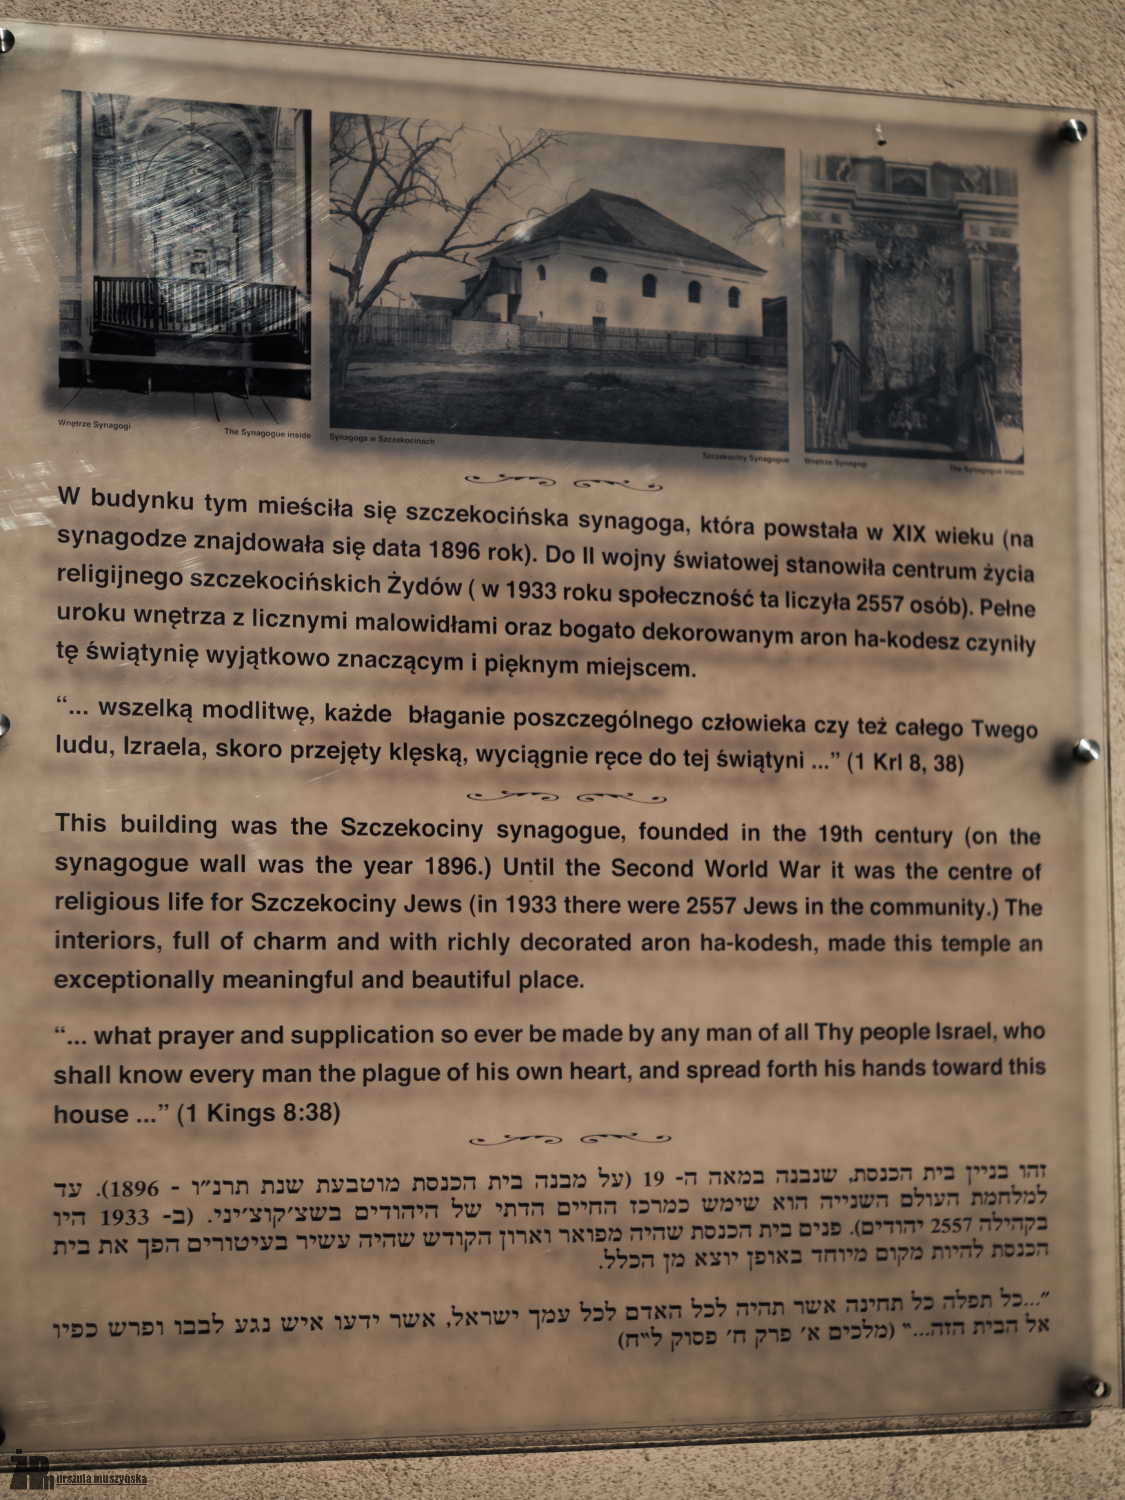 Wnętrze Synagogi
The Synagogue inside
Synagoga w Szczekocinach
Szczekociny Synagogue
Wnętrze Synagogi
The Synagogue inside
W budynku tym mieściła się szczekocińska synagoga, która powstała w XIX wieku (na
synagodze znajdowała się data 1896 rok). Do II wojny światowej stanowiła centrum życia
religijnego szczekocińskich Żydów ( w 1933 roku społeczność ta liczyła 2557 osób). Pełne
uroku wnętrza z licznymi malowidłami oraz bogato dekorowanym aron ha-kodesz czyniły
tę świątynię wyjątkowo znaczącym i pięknym miejscem.
“... wszelką modlitwę, każde błaganie poszczególnego człowieka czy też całego Twego
ludu, Izraela, skoro przejęty klęską, wyciągnie ręce do tej świątyni ...” (1 Krl 8, 38)
This building was the Szczekociny synagogue, founded in the 19th century (on the
synagogue wall was the year 1896.) Until the Second World War it was the centre of
religious life for Szczekociny Jews (in 1933 there were 2557 Jews in the community.) The
interiors, full of charm and with richly decorated aron ha-kodesh, made this temple an
exceptionally meaningful and beautiful place.
“... what prayer and supplication so ever be made by any man of all Thy people Israel, who
shall know every man the plague of his own heart, and spread forth his hands toward this
house ...” (1 Kings 8:38)
זהו בניין בית הכנסת, שנבנה במאה ה- 19 (על מבנה בית הכנסת מוטבעת שנת תרנ״ו - 1896). עד
למלחמת העולם השנייה הוא שימש כמרכז החיים הדתי של היהודים בשצ׳קוצ׳יני. (ב- 1933 היו
בקהילה 2557 יהודים). פנים בית הכנסת שהיה מפואר וארון הקודש שהיה עשיר בעיטורים הפך את בית
הכנסת להיות מקום מיוחד באופן יוצא מן הכלל.
״...כל תפלה כל תחינה אשר תהיה לכל האדם לכל עמך ישראל, אשר ידעו איש נגע לבבו ופרש כפיו
אל הבית הזה...״ (מלכים א׳ פרק ח׳ פסוק ל״ח)
urszula muszyńska